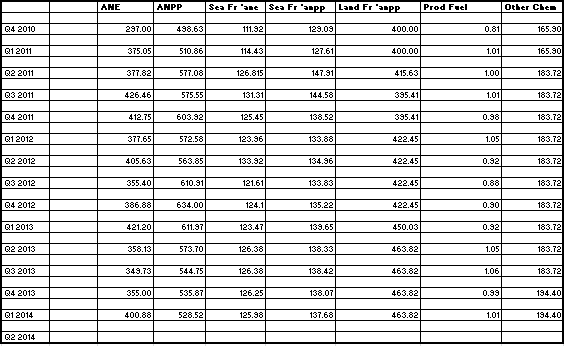 ANE ANPP Sea Fr 'ane Sea Fr 'anpp Land Fr 'anpp Prod Fuel Other Chem
Q4 2010 297.00 498.63 111.92 129.09 400.00 0.81 165.90
Q1 2011 375.05 510.86 114.43 127.61 400.00 1.01 165.90
Q2 2011 377.82 577.08 126.815 147.91 415.63 1.00 183.72
Q3 2011 426.46 575.55 131.31 144.58 395.41 1.01 183.72
Q4 2011 412.75 603.92 125.45 138.52 395.41 0.98 183.72
Q1 2012 377.65 572.58 123.96 133.88 422.45 1.05 183.72
Q2 2012 405.63 563.85 133.92 134.96 422.45 0.92 183.72
Q3 2012 355.40 610.91 121.61 133.83 422.45 0.88 183.72
Q4 2012 386.88 634.00 124.1 135.22 422.45 0.90 183.72
Q1 2013 421.20 611.97 123.47 139.65 450.03 0.92 183.72
Q2 2013 358.13 573.70 126.38 138.33 463.82 1.05 183.72
Q3 2013 349.73 544.75 126.38 138.42 463.82 1.06 183.72
Q4 2013 355.00 535.87 126.25 138.07 463.82 0.99 194.40
Q1 2014 400.88 528.52 125.98 137.68 463.82 1.01 194.40
Q2 2014